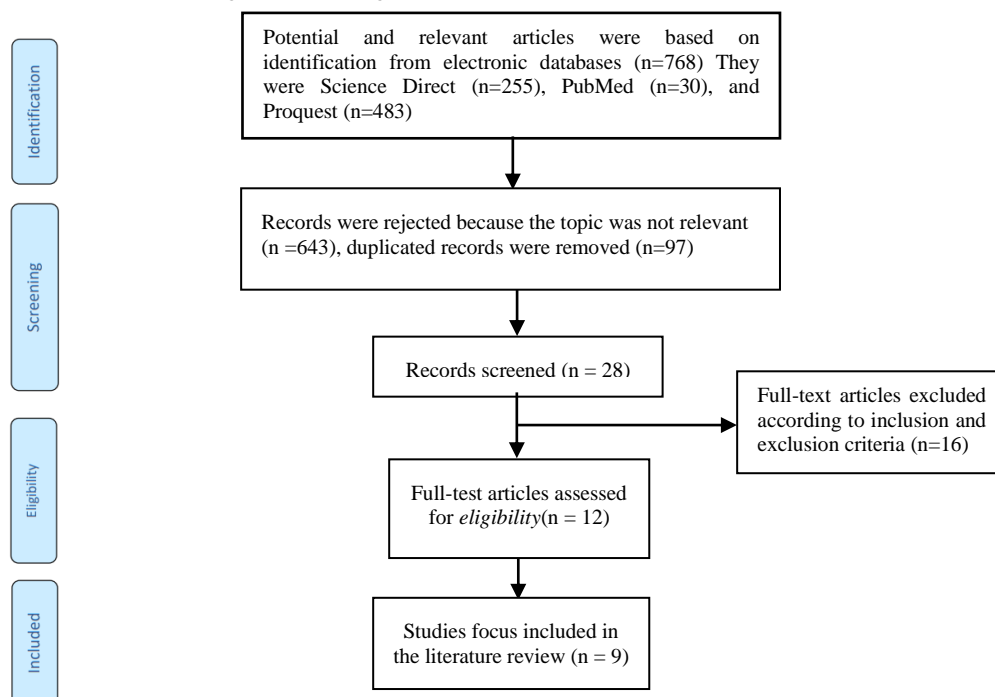 Identification
Potential and relevant articles were based on
identification from electronic databases (n=768) They
were Science Direct (n=255), PubMed (n=30), and
Proquest (n=483)
Screening
Records were rejected because the topic was not relevant
(n =643), duplicated records were removed (n=97)
Records screened (n = 28)
Full-text articles excluded
according to inclusion and
exclusion criteria (n=16)
Eligibility
Full-test articles assessed
for eligibility(n = 12)
Included
Studies focus included in
the literature review (n = 9)